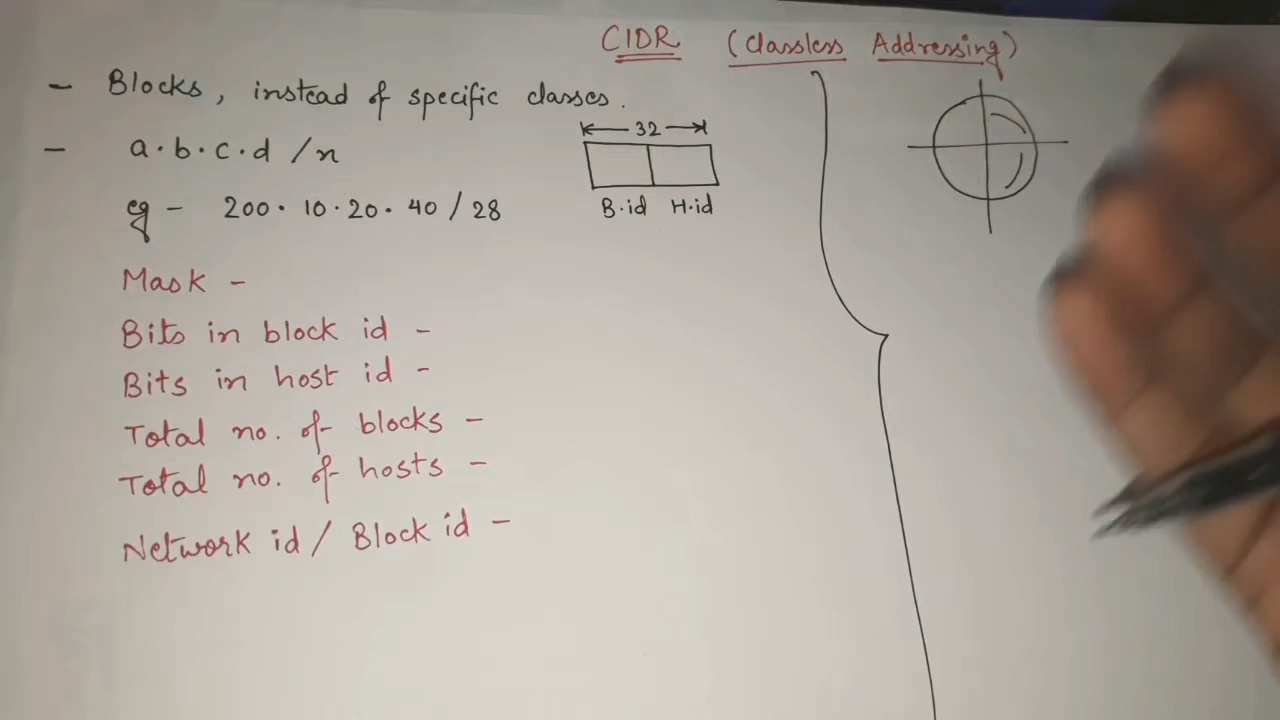 CIDR (Classless Addressing)
- Blocks, instead of specific classes.
- a.b.c.d /n
32
B.id H.id
eg - 200.10.20.40/28
Mask -
Bits in block id -
Bits in host id -
Total no. of blocks -
Total no. of hosts -
Network id / Block id -